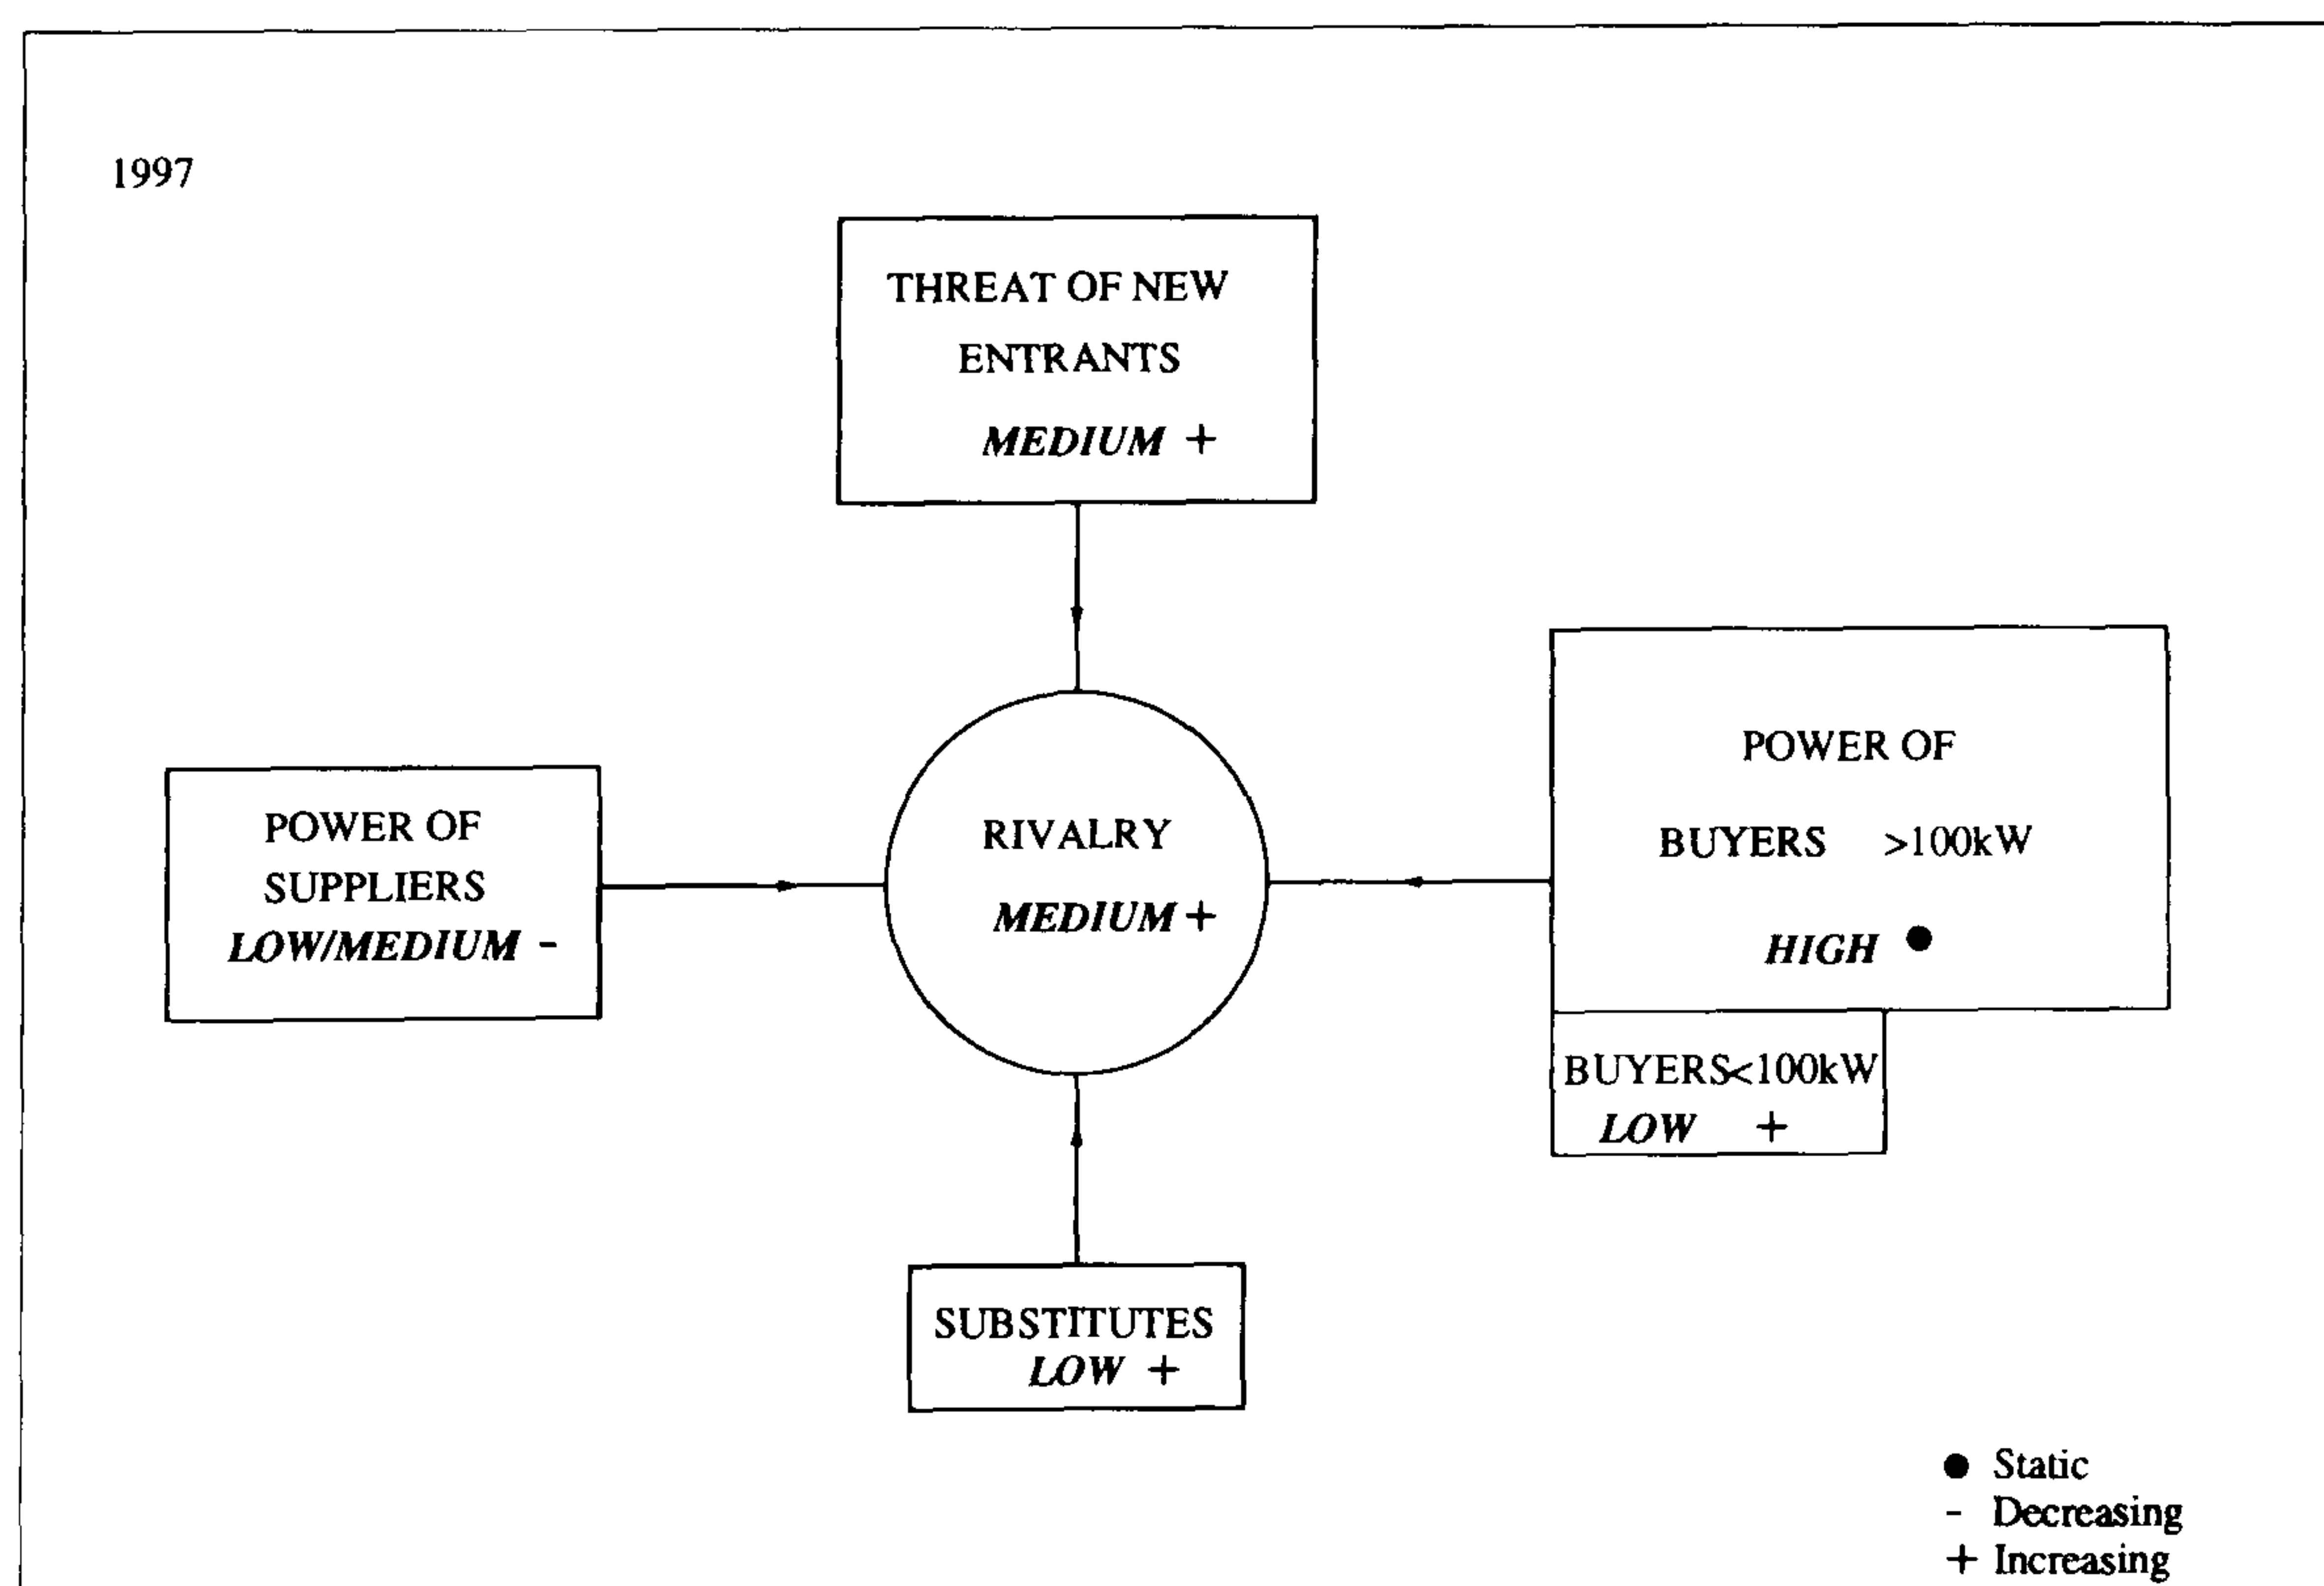 1997
THREAT OF NEW
ENTRANTS
MEDIUM +
POWER OF
SUPPLIERS
LOW/MEDIUM -
RIVALRY
MEDIUM +
POWER OF
BUYERS >100kW
HIGH ●
BUYERS<100kW
LOW +
SUBSTITUTES
LOW +
● Static
- Decreasing
+ Increasing